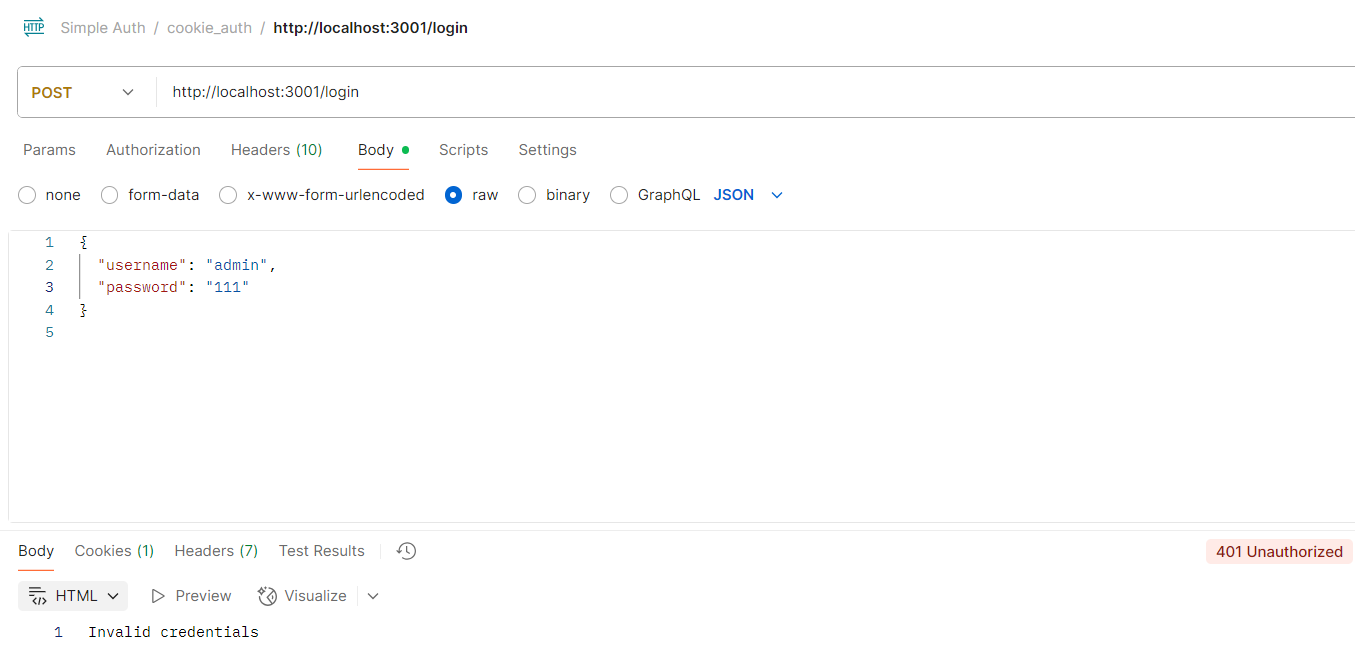 HTTP Simple Auth / cookie_auth / http://localhost:3001/login
POST http://localhost:3001/login
Params Authorization Headers (10) Body Scripts Settings
none form-data x-www-form-urlencoded raw binary GraphQL JSON
1 {
2 "username": "admin",
3 "password": "111"
4 }
5
Body Cookies (1) Headers (7) Test Results 401 Unauthorized
HTML Preview Visualize
1 Invalid credentials